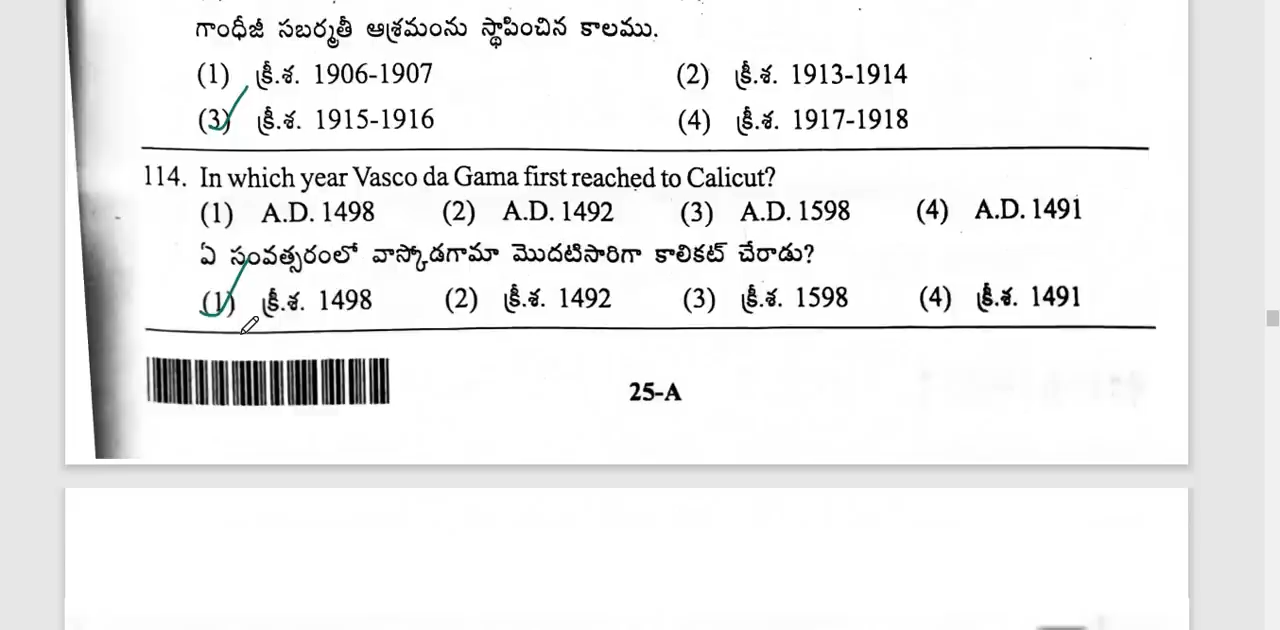 గాంధీజీ సబర్మతీ ఆశ్రమంను స్థాపించిన కాలము.
(1) క్రీ.శ. 1906-1907 (2) క్రీ.శ. 1913-1914
(3) క్రీ.శ. 1915-1916 (4) క్రీ.శ. 1917-1918
114. In which year Vasco da Gama first reached to Calicut?
(1) A.D. 1498 (2) A.D. 1492 (3) A.D. 1598 (4) A.D. 1491
ఏ సంవత్సరంలో వాస్కోడగామా మొదటిసారిగా కాలికట్ చేరాడు?
(1) క్రీ.శ. 1498 (2) క్రీ.శ. 1492 (3) క్రీ.శ. 1598 (4) క్రీ.శ. 1491
25-A